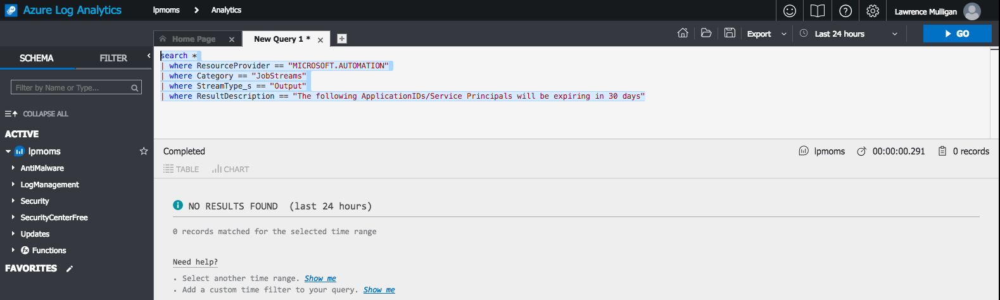 Azure Log Analytics
lpmoms > Analytics
Lawrence Mulligan
Home Page x
New Query 1 * x
Export
Last 24 hours
GO
SCHEMA
FILTER
Filter by Name or Type...
COLLAPSE ALL
ACTIVE
lpmoms
AntiMalware
LogManagement
Security
SecurityCenterFree
Updates
fx Functions
FAVORITES
search *
| where ResourceProvider == "MICROSOFT.AUTOMATION"
| where Category == "JobStreams"
| where StreamType_s == "Output"
| where ResultDescription == "The following ApplicationIDs/Service Principals will be expiring in 30 days"
Completed
lpmoms 00:00:00.291 0 records
TABLE CHART
NO RESULTS FOUND (last 24 hours)
0 records matched for the selected time range
Need help?
• Select another time range. Show me
• Add a custom time filter to your query. Show me